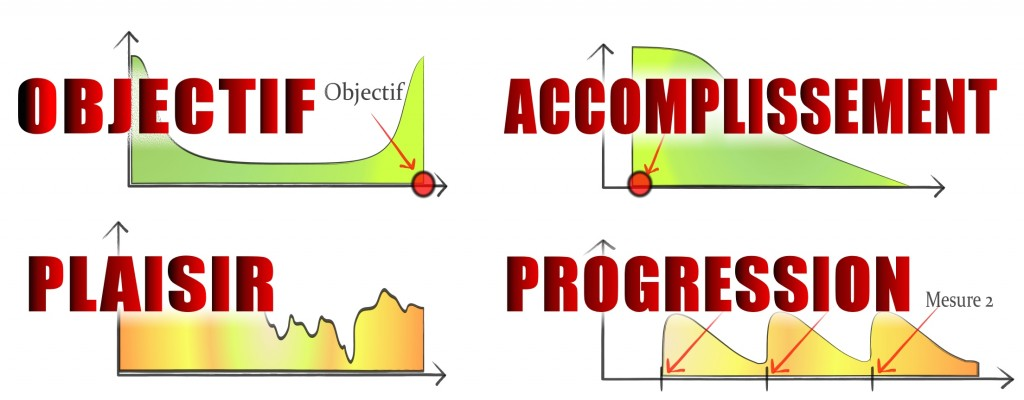 OBJECTIF
Objectif
ACCOMPLISSEMENT
PLAISIR
PROGRESSION
Mesure 2